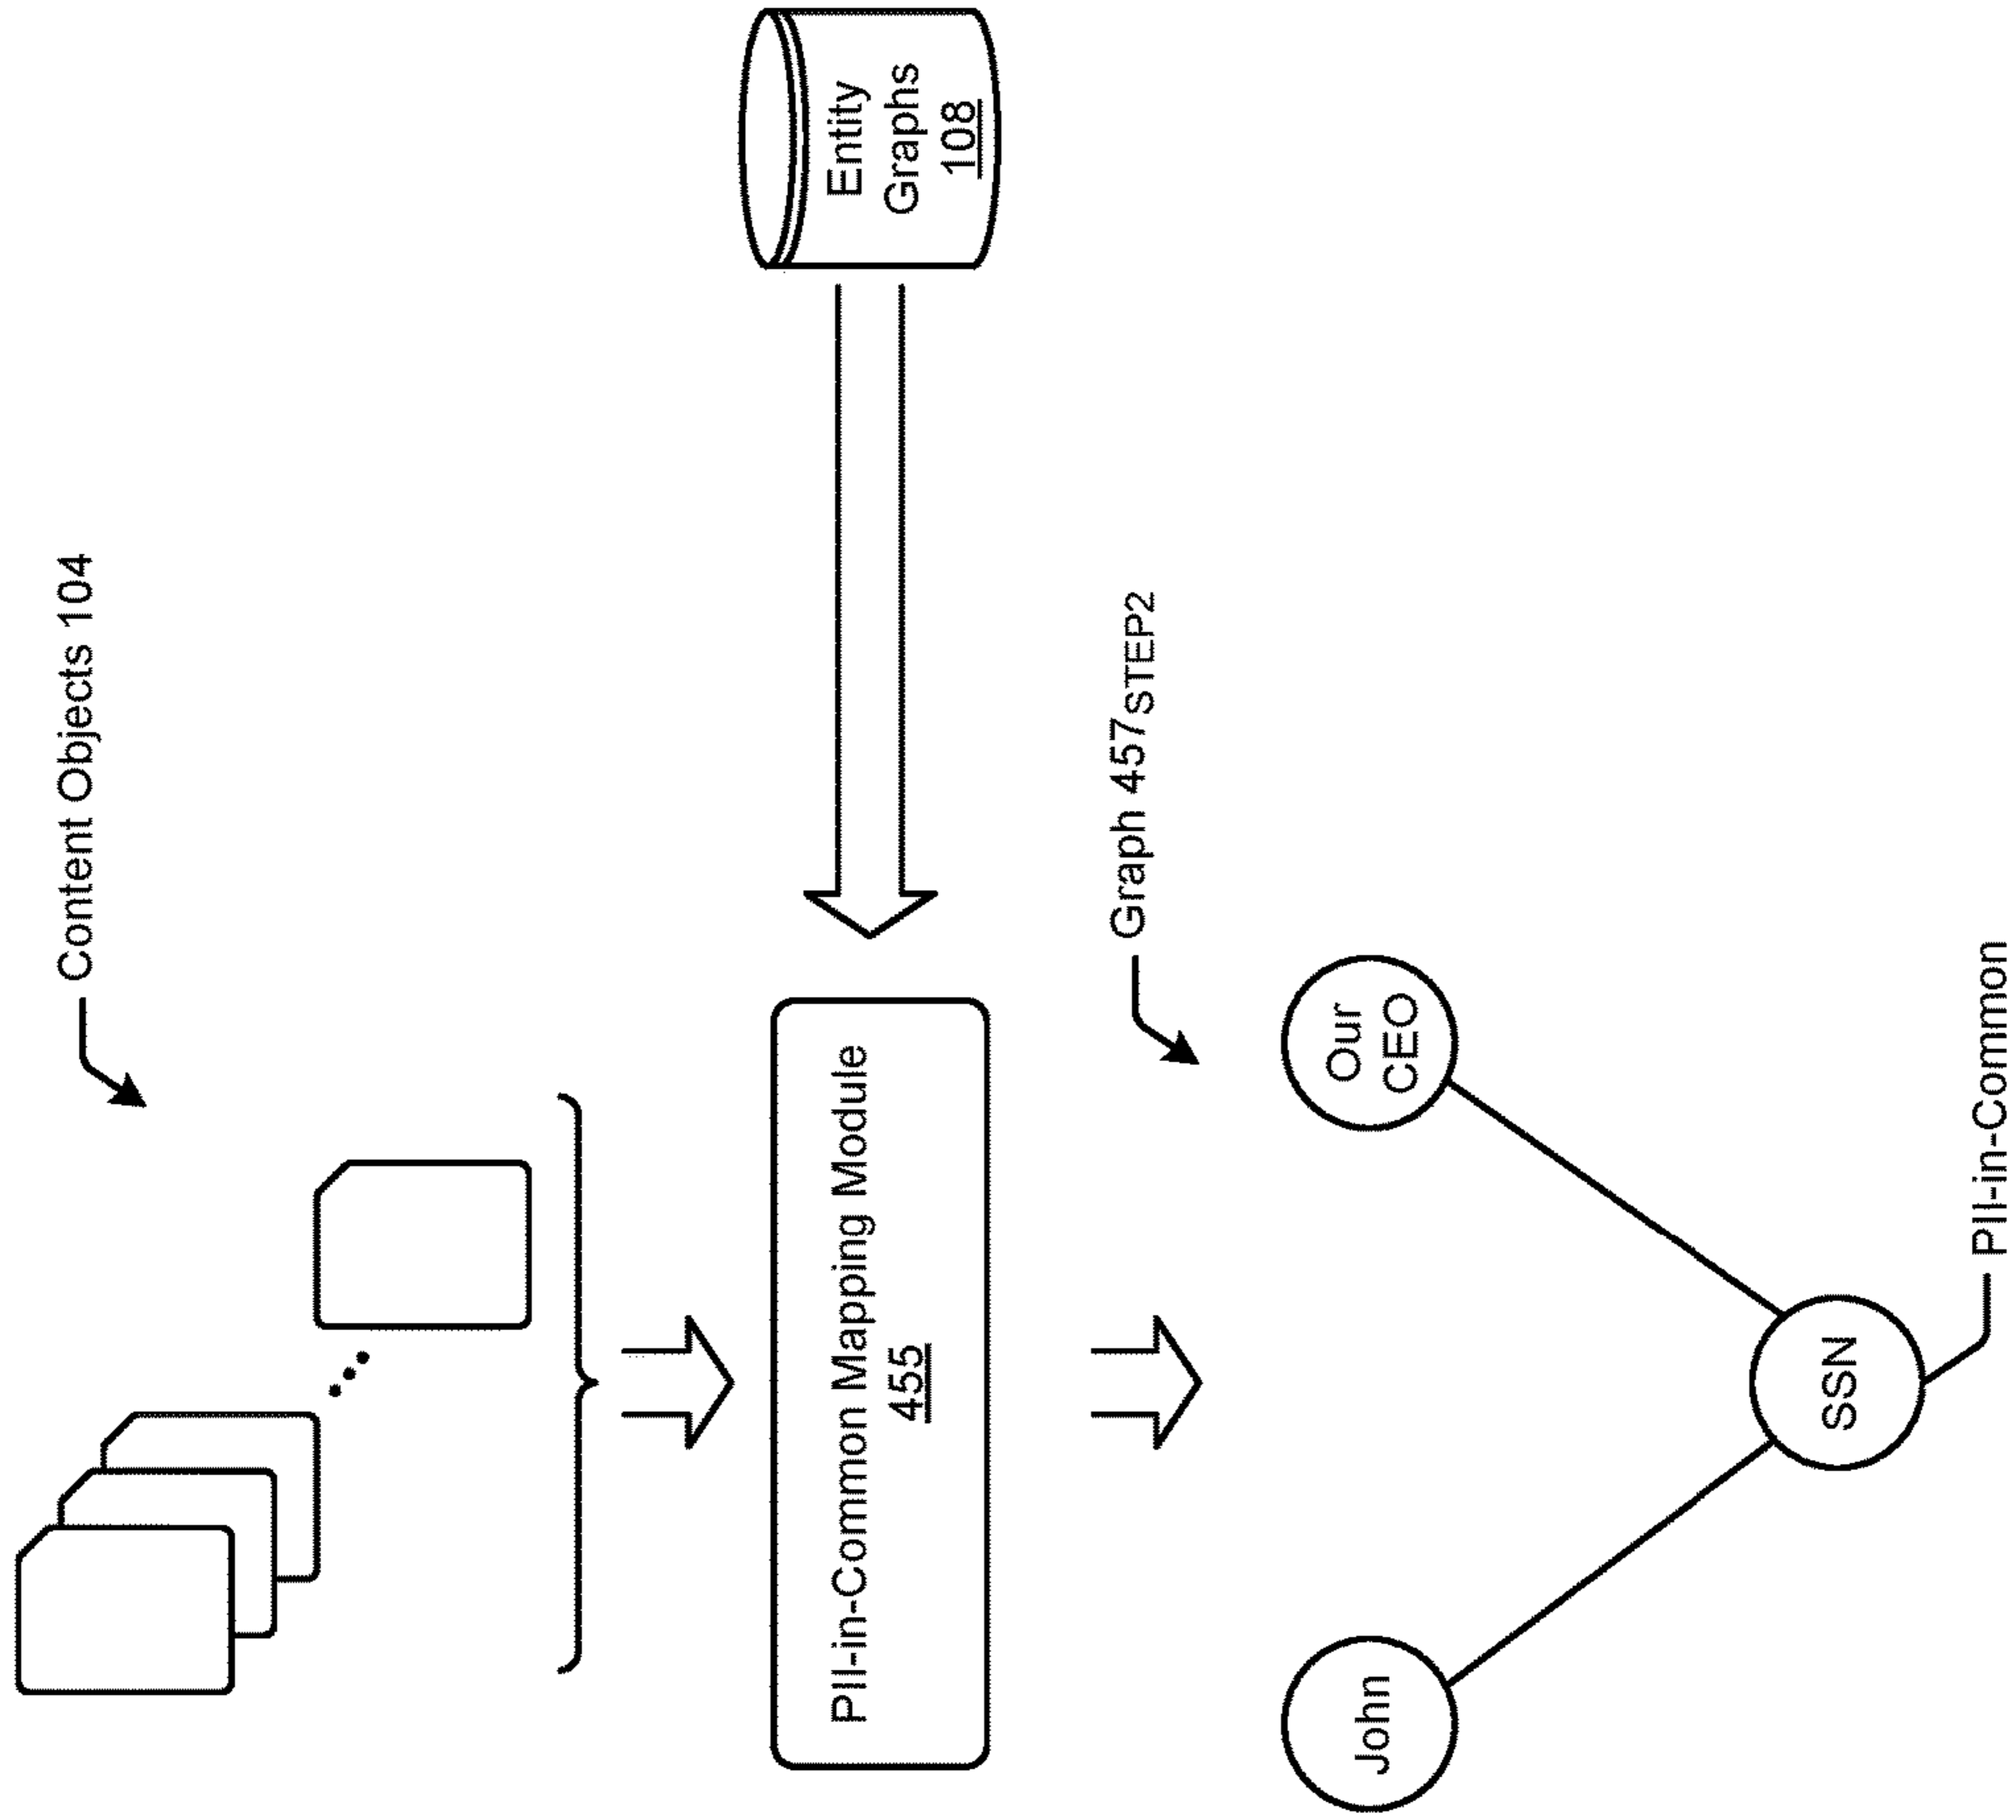 Content Objects 104
PII-in-Common Mapping Module
455
Entity
Graphs
108
Graph 457STEP2
John
Our
CEO
SSN
PII-in-Common